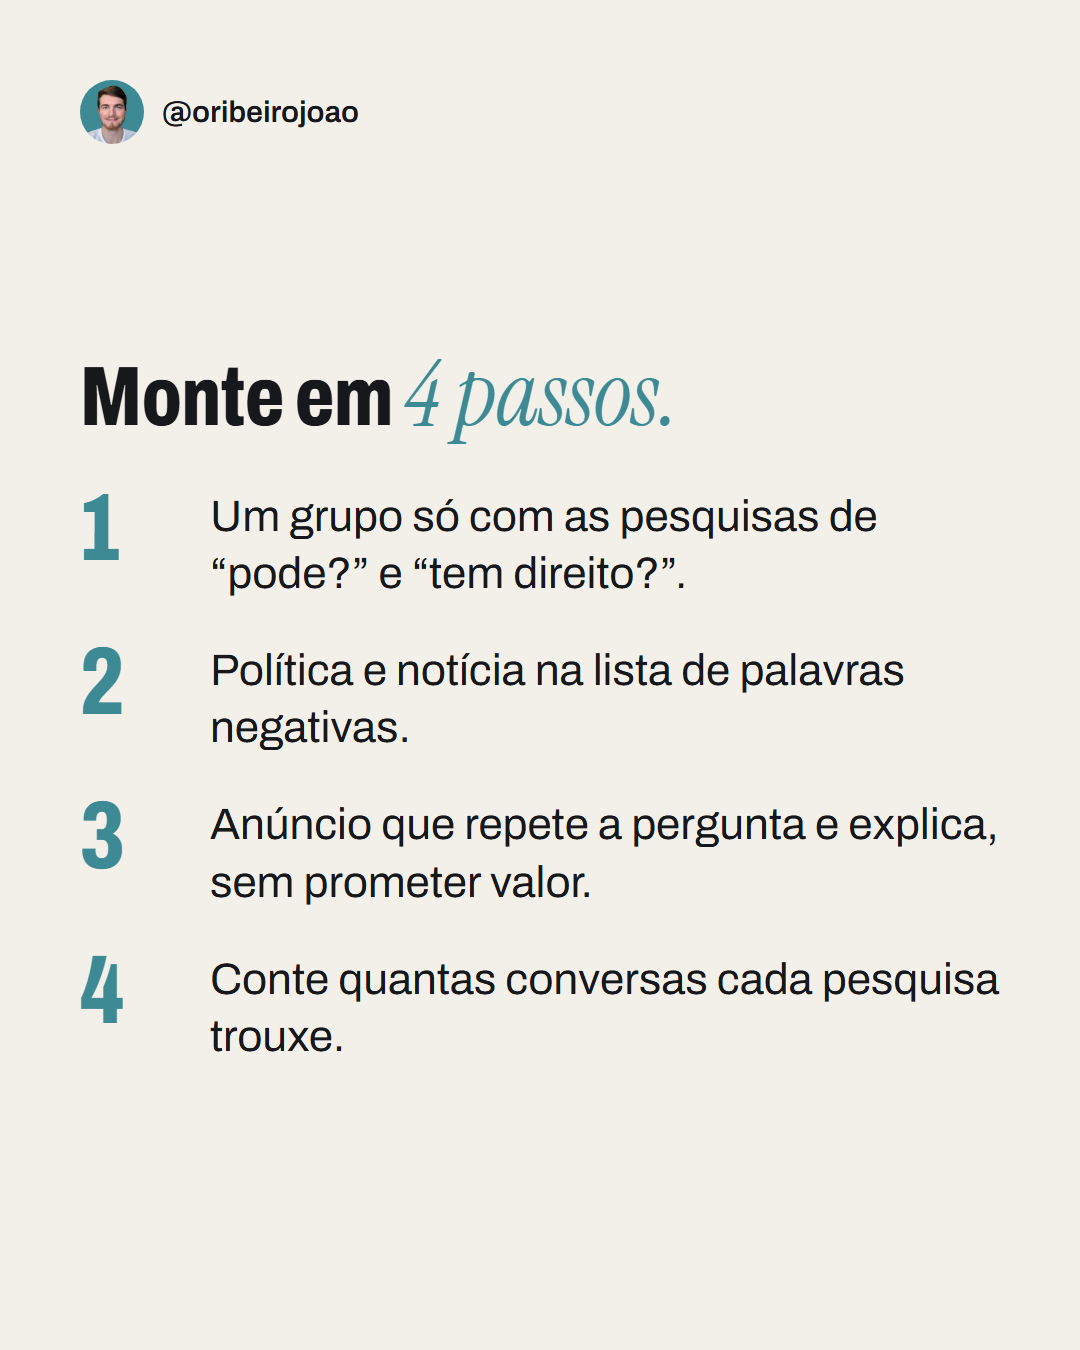 @oribeirojoao
Monte em 4 passos.
1
Um grupo só com as pesquisas de
“pode?” e “tem direito?”.
2
Política e notícia na lista de palavras
negativas.
3
Anúncio que repete a pergunta e explica,
sem prometer valor.
4
Conte quantas conversas cada pesquisa
trouxe.